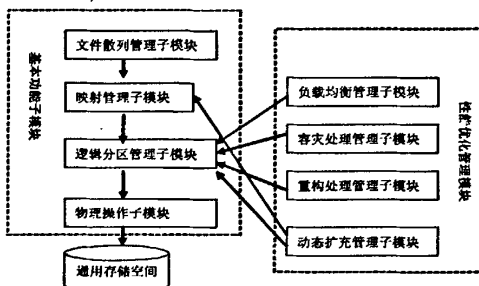 文件散列管理子模块
映射管理子模块
逻辑分区管理子模块
物理操作子模块
通用存储空间
基本功能子模块
负载均衡管理子模块
容灾处理管理子模块
重构处理管理子模块
动态扩充管理子模块
性扩优化管理模块